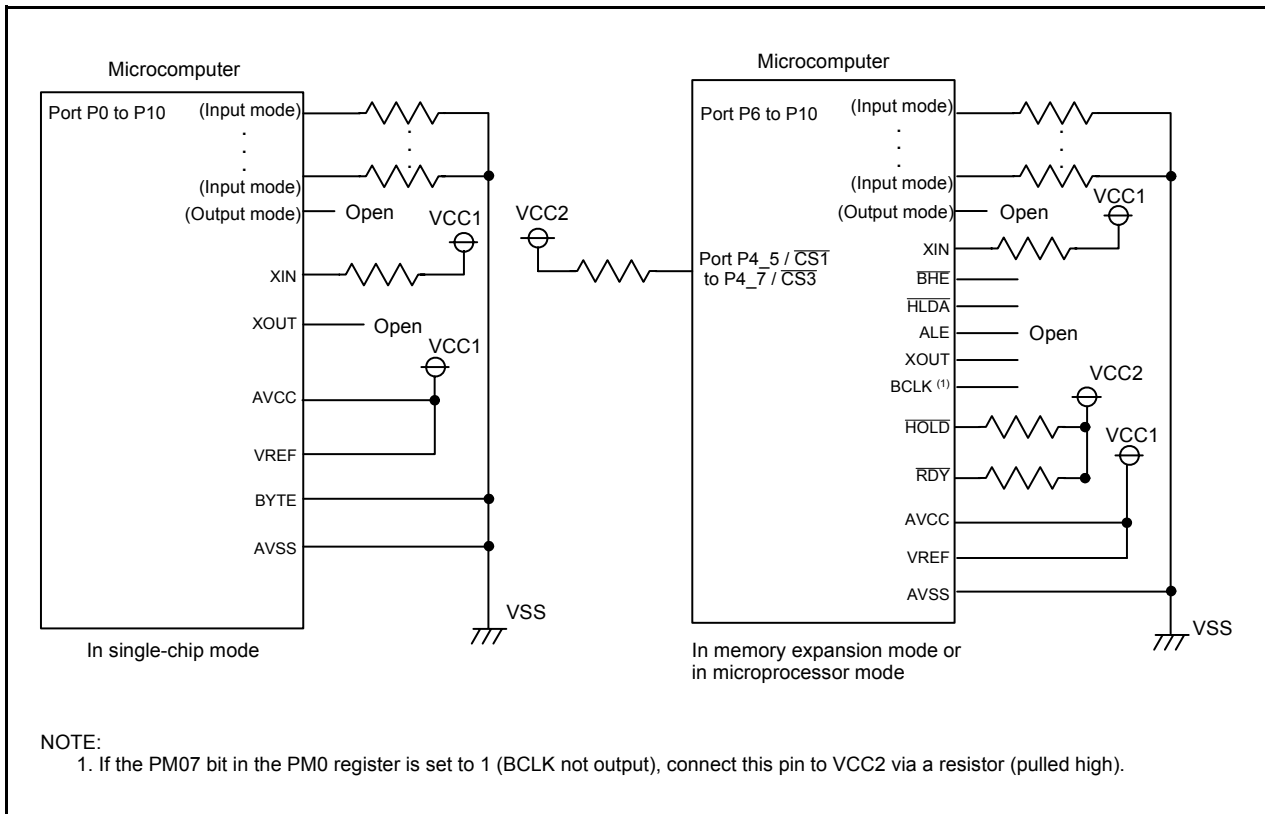 Microcomputer
Port P0 to P10
(Input mode)
(Input mode)
(Output mode)
Open
VCC1
XIN
XOUT
Open
VCC1
AVCC
VREF
BYTE
AVSS
VSS
In single-chip mode
Microcomputer
Port P6 to P10
(Input mode)
(Input mode)
(Output mode)
Open
VCC1
VCC2
Port P4_5 / CS1
to P4_7 / CS3
XIN
BHE
HLDA
ALE
Open
XOUT
BCLK (1)
VCC2
HOLD
VCC1
RDY
AVCC
VREF
AVSS
VSS
In memory expansion mode or
in microprocessor mode
NOTE:
1. If the PM07 bit in the PM0 register is set to 1 (BCLK not output), connect this pin to VCC2 via a resistor (pulled high).